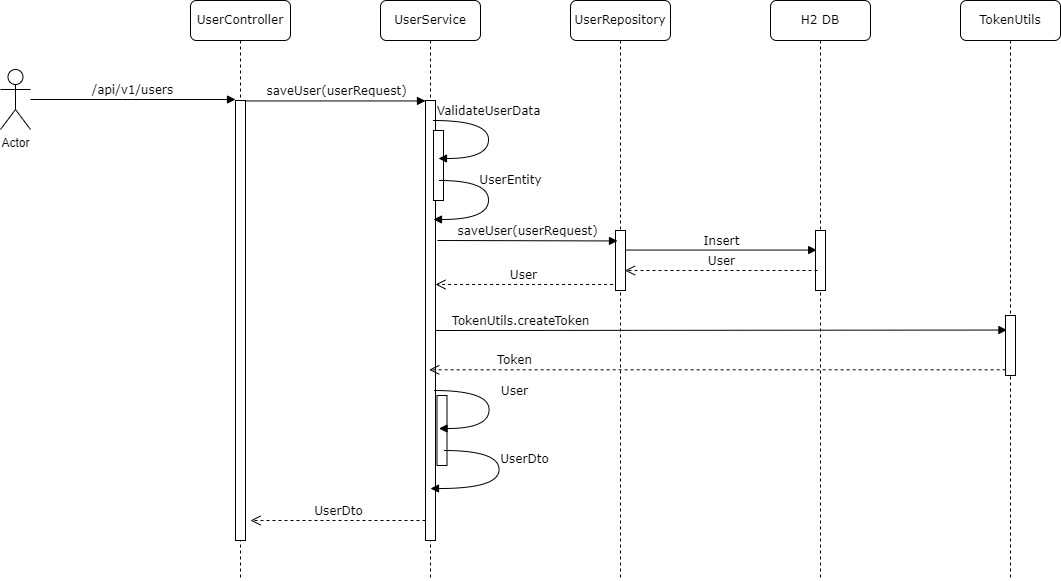 UserController
UserService
UserRepository
H2 DB
TokenUtils
/api/v1/users
saveUser(userRequest)
Actor
ValidateUserData
UserEntity
saveUser(userRequest)
Insert
User
User
TokenUtils.createToken
Token
User
UserDto
UserDto